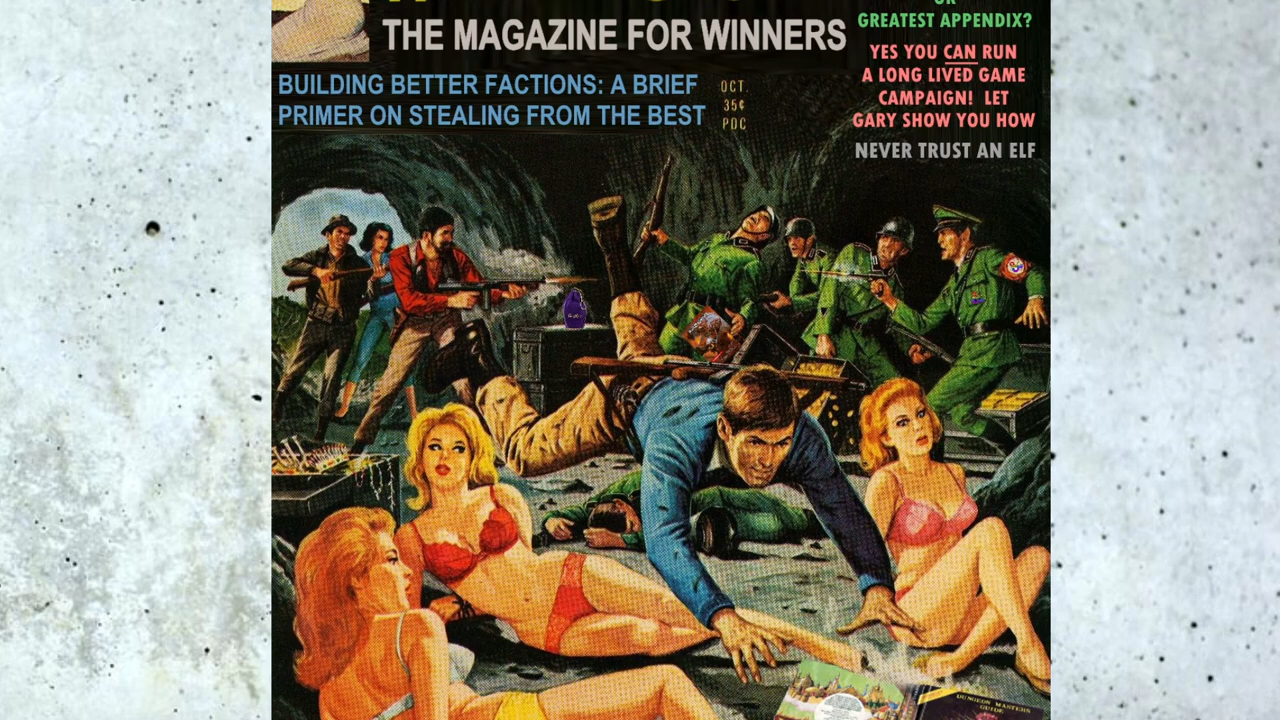 THE MAGAZINE FOR WINNERS
BUILDING BETTER FACTIONS: A BRIEF
PRIMER ON STEALING FROM THE BEST
OCT.
35¢
PDC
OR
GREATEST APPENDIX?
YES YOU CAN RUN
A LONG LIVED GAME
CAMPAIGN! LET
GARY SHOW YOU HOW
NEVER TRUST AN ELF
DUNGEON MASTERS
GUIDE